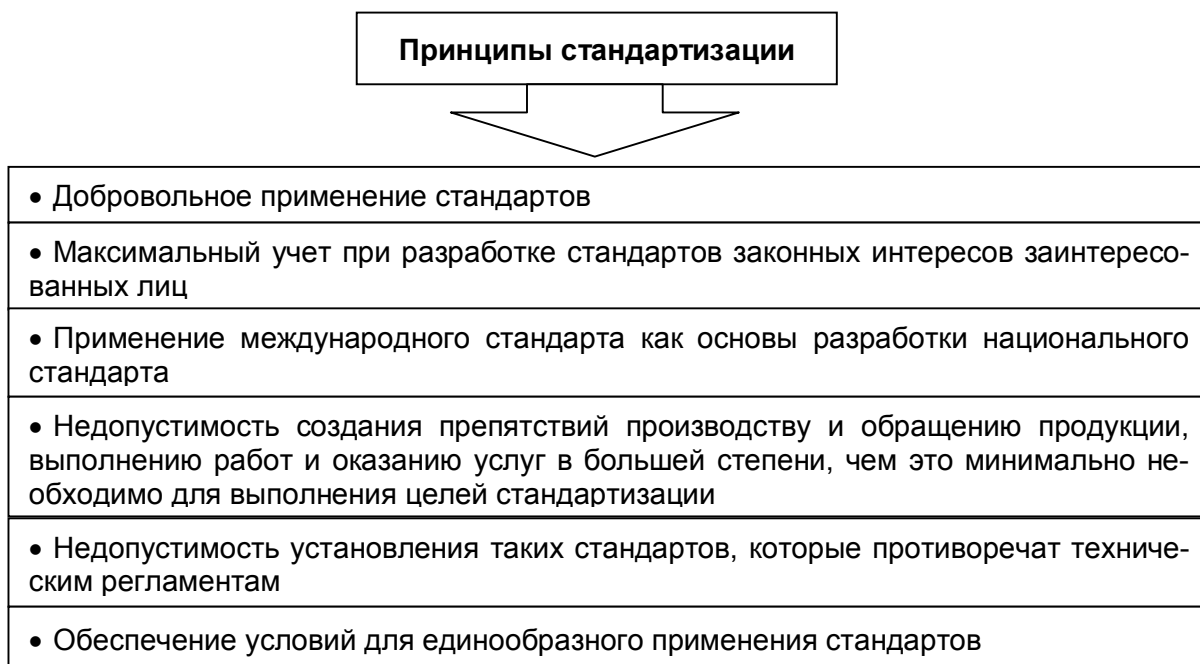 Принципы стандартизации
• Добровольное применение стандартов
• Максимальный учет при разработке стандартов законных интересов заинтересо-
ванных лиц
• Применение международного стандарта как основы разработки национального
стандарта
• Недопустимость создания препятствий производству и обращению продукции,
выполнению работ и оказанию услуг в большей степени, чем это минимально не-
обходимо для выполнения целей стандартизации
• Недопустимость установления таких стандартов, которые противоречат техниче-
ским регламентам
• Обеспечение условий для единообразного применения стандартов